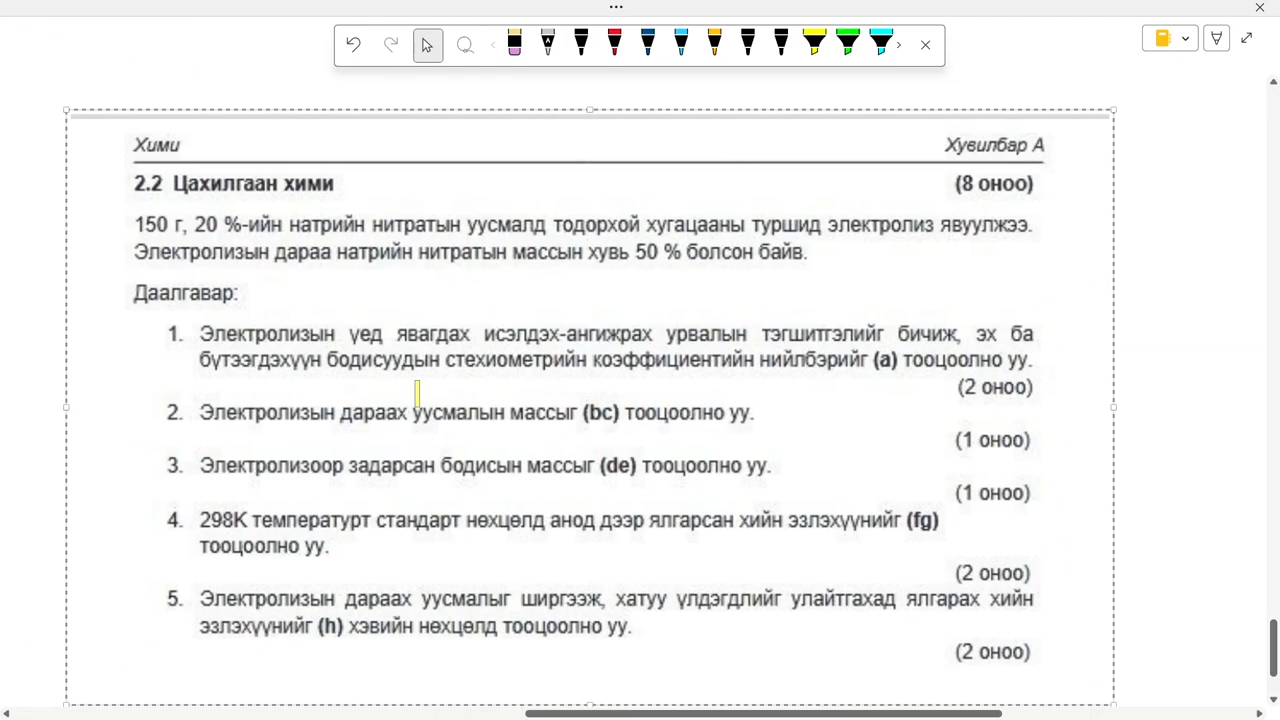 Хими Хувилбар А
2.2 Цахилгаан хими (8 оноо)
150 г, 20 %-ийн натрийн нитратын уусмалд тодорхой хугацааны туршид электролиз явуулжээ.
Электролизын дараа натрийн нитратын массын хувь 50 % болсон байв.
Даалгавар:
1. Электролизын үед явагдах исэлдэх-ангижрах урвалын тэгшитгэлийг бичиж, эх ба
бүтээгдэхүүн бодисуудын стехиометрийн коэффициентийн нийлбэрийг (a) тооцоолно уу.
(2 оноо)
2. Электролизын дараах уусмалын массыг (bc) тооцоолно уу.
(1 оноо)
3. Электролизоор задарсан бодисын массыг (de) тооцоолно уу.
(1 оноо)
4. 298K температурт стандарт нөхцөлд анод дээр ялгарсан хийн эзлэхүүнийг (fg)
тооцоолно уу.
(2 оноо)
5. Электролизын дараах уусмалыг ширгээж, хатуу үлдэгдлийг улайтгахад ялгарах хийн
эзлэхүүнийг (h) хэвийн нөхцөлд тооцоолно уу.
(2 оноо)